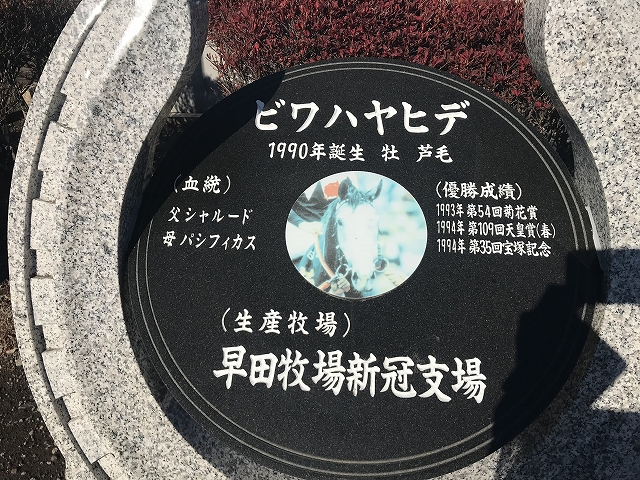 ビワハヤヒデ
1990年誕生 牡 芦毛
(血統)
父 シャルード
母 パシフィカス
(優勝成績)
1993年 第54回菊花賞
1994年 第109回天皇賞(春)
1994年 第35回宝塚記念
(生産牧場)
早田牧場新冠支場